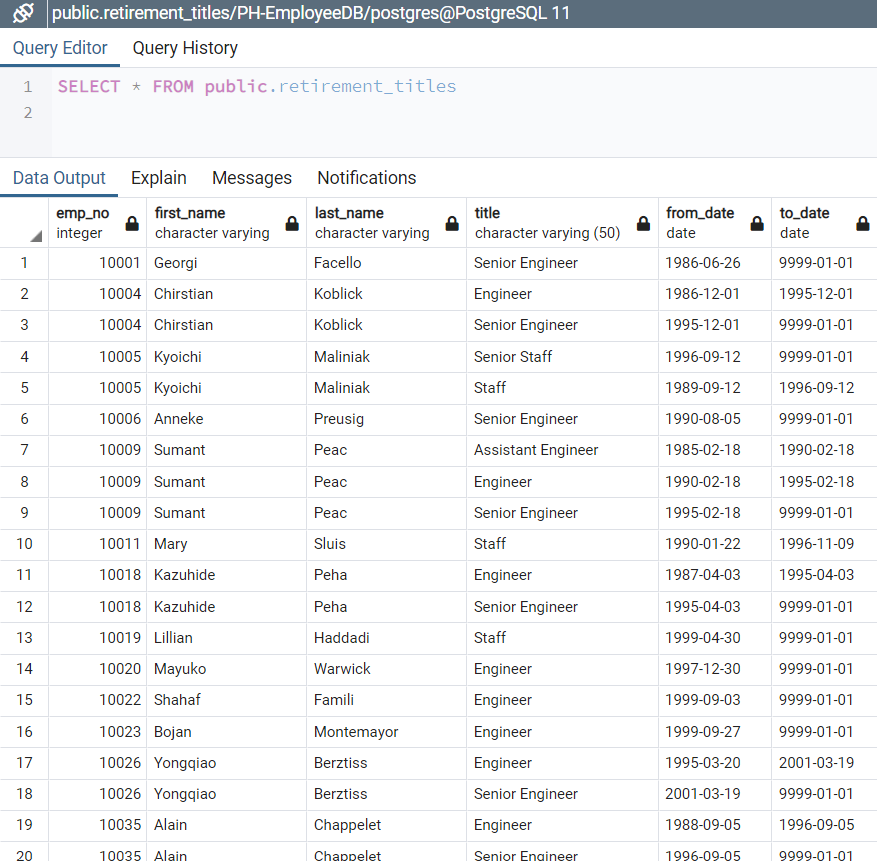 public.retirement_titles/PH-EmployeeDB/postgres@PostgreSQL 11
Query Editor Query History
1 SELECT * FROM public.retirement_titles
2
Data Output Explain Messages Notifications
emp_no first_name last_name title from_date to_date
integer character varying character varying character varying (50) date date
1 10001 Georgi Facello Senior Engineer 1986-06-26 9999-01-01
2 10004 Chirstian Koblick Engineer 1986-12-01 1995-12-01
3 10004 Chirstian Koblick Senior Engineer 1995-12-01 9999-01-01
4 10005 Kyoichi Maliniak Senior Staff 1996-09-12 9999-01-01
5 10005 Kyoichi Maliniak Staff 1989-09-12 1996-09-12
6 10006 Anneke Preusig Senior Engineer 1990-08-05 9999-01-01
7 10009 Sumant Peac Assistant Engineer 1985-02-18 1990-02-18
8 10009 Sumant Peac Engineer 1990-02-18 1995-02-18
9 10009 Sumant Peac Senior Engineer 1995-02-18 9999-01-01
10 10011 Mary Sluis Staff 1990-01-22 1996-11-09
11 10018 Kazuhide Peha Engineer 1987-04-03 1995-04-03
12 10018 Kazuhide Peha Senior Engineer 1995-04-03 9999-01-01
13 10019 Lillian Haddadi Staff 1999-04-30 9999-01-01
14 10020 Mayuko Warwick Engineer 1997-12-30 9999-01-01
15 10022 Shahaf Famili Engineer 1999-09-03 9999-01-01
16 10023 Bojan Montemayor Engineer 1999-09-27 9999-01-01
17 10026 Yongqiao Berztiss Engineer 1995-03-20 2001-03-19
18 10026 Yongqiao Berztiss Senior Engineer 2001-03-19 9999-01-01
19 10035 Alain Chappelet Engineer 1988-09-05 1996-09-05
20 10035 Alain Chappelet Senior Engineer 1996-09-05 9999-01-01